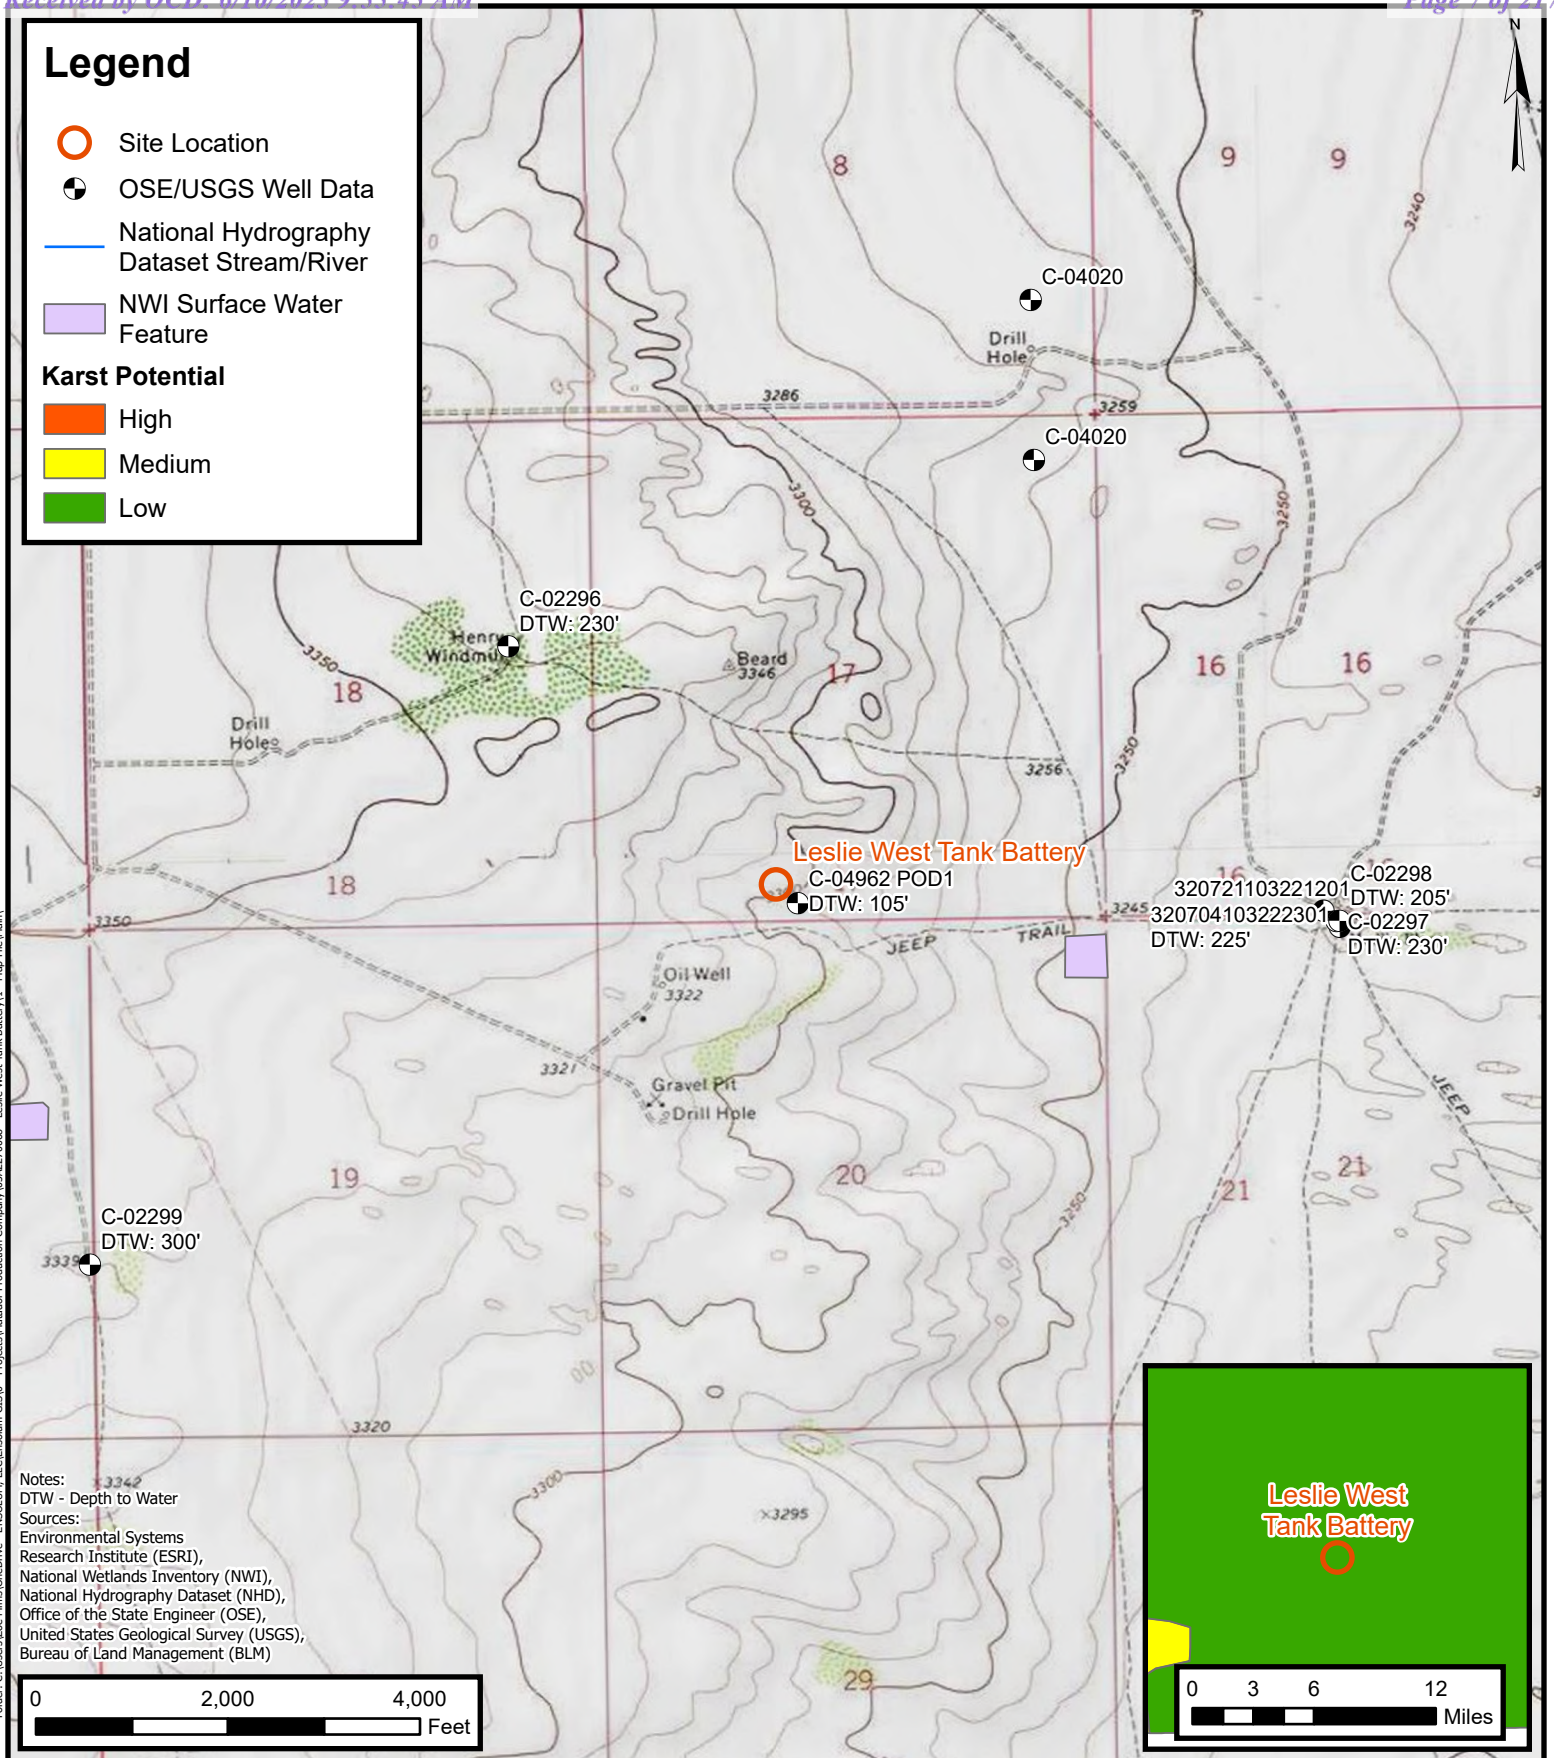 Legend
Site Location
OSE/USGS Well Data
National Hydrography
Dataset Stream/River
NWI Surface Water
Feature
Karst Potential
High
Medium
Low
N
8
9
9
3240
C-04020
Drill
Hole
3286
3259
C-04020
3300
3250
C-02296
DTW: 230'
Henry
3350
Beard
3346
17
16
16
18
Drill
Hole
3256
3250
Leslie West Tank Battery
C-04962 POD1
DTW: 105'
18
16
C-02298
DTW: 205'
320721103221201
320704103222301
DTW: 225'
C-02297
DTW: 230'
3350
3245
JEEP
TRAIL
Oil Well
3322
3321
Gravel Pit
Drill Hole
JEEP
19
20
21
21
3250
C-02299
DTW: 300'
3339
3320
3342
3300
×3295
29
Leslie West
Tank Battery
Notes:
DTW - Depth to Water
Sources:
Environmental Systems
Research Institute (ESRI),
National Wetlands Inventory (NWI),
National Hydrography Dataset (NHD),
Office of the State Engineer (OSE),
United States Geological Survey (USGS),
Bureau of Land Management (BLM)
0 2,000 4,000
Feet
0 3 6 12
Miles